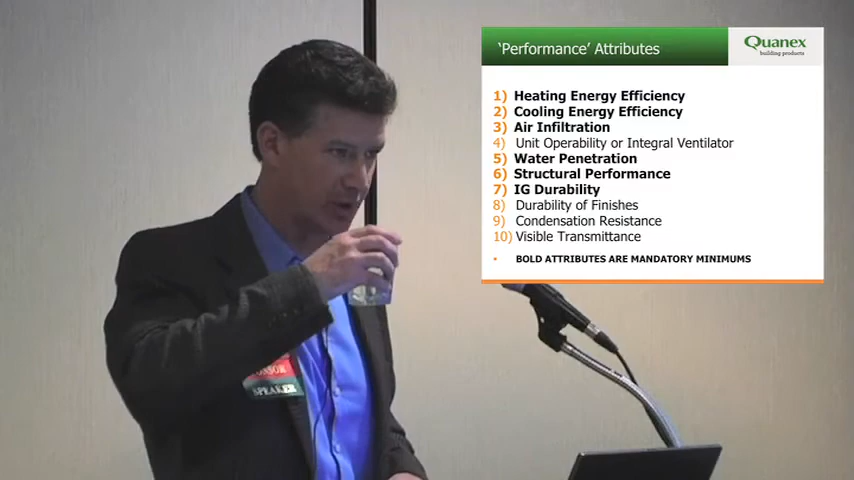 'Performance' Attributes
Quanex
building products
1) Heating Energy Efficiency
2) Cooling Energy Efficiency
3) Air Infiltration
4) Unit Operability or Integral Ventilator
5) Water Penetration
6) Structural Performance
7) IG Durability
8) Durability of Finishes
9) Condensation Resistance
10) Visible Transmittance
• BOLD ATTRIBUTES ARE MANDATORY MINIMUMS
SPEAKER